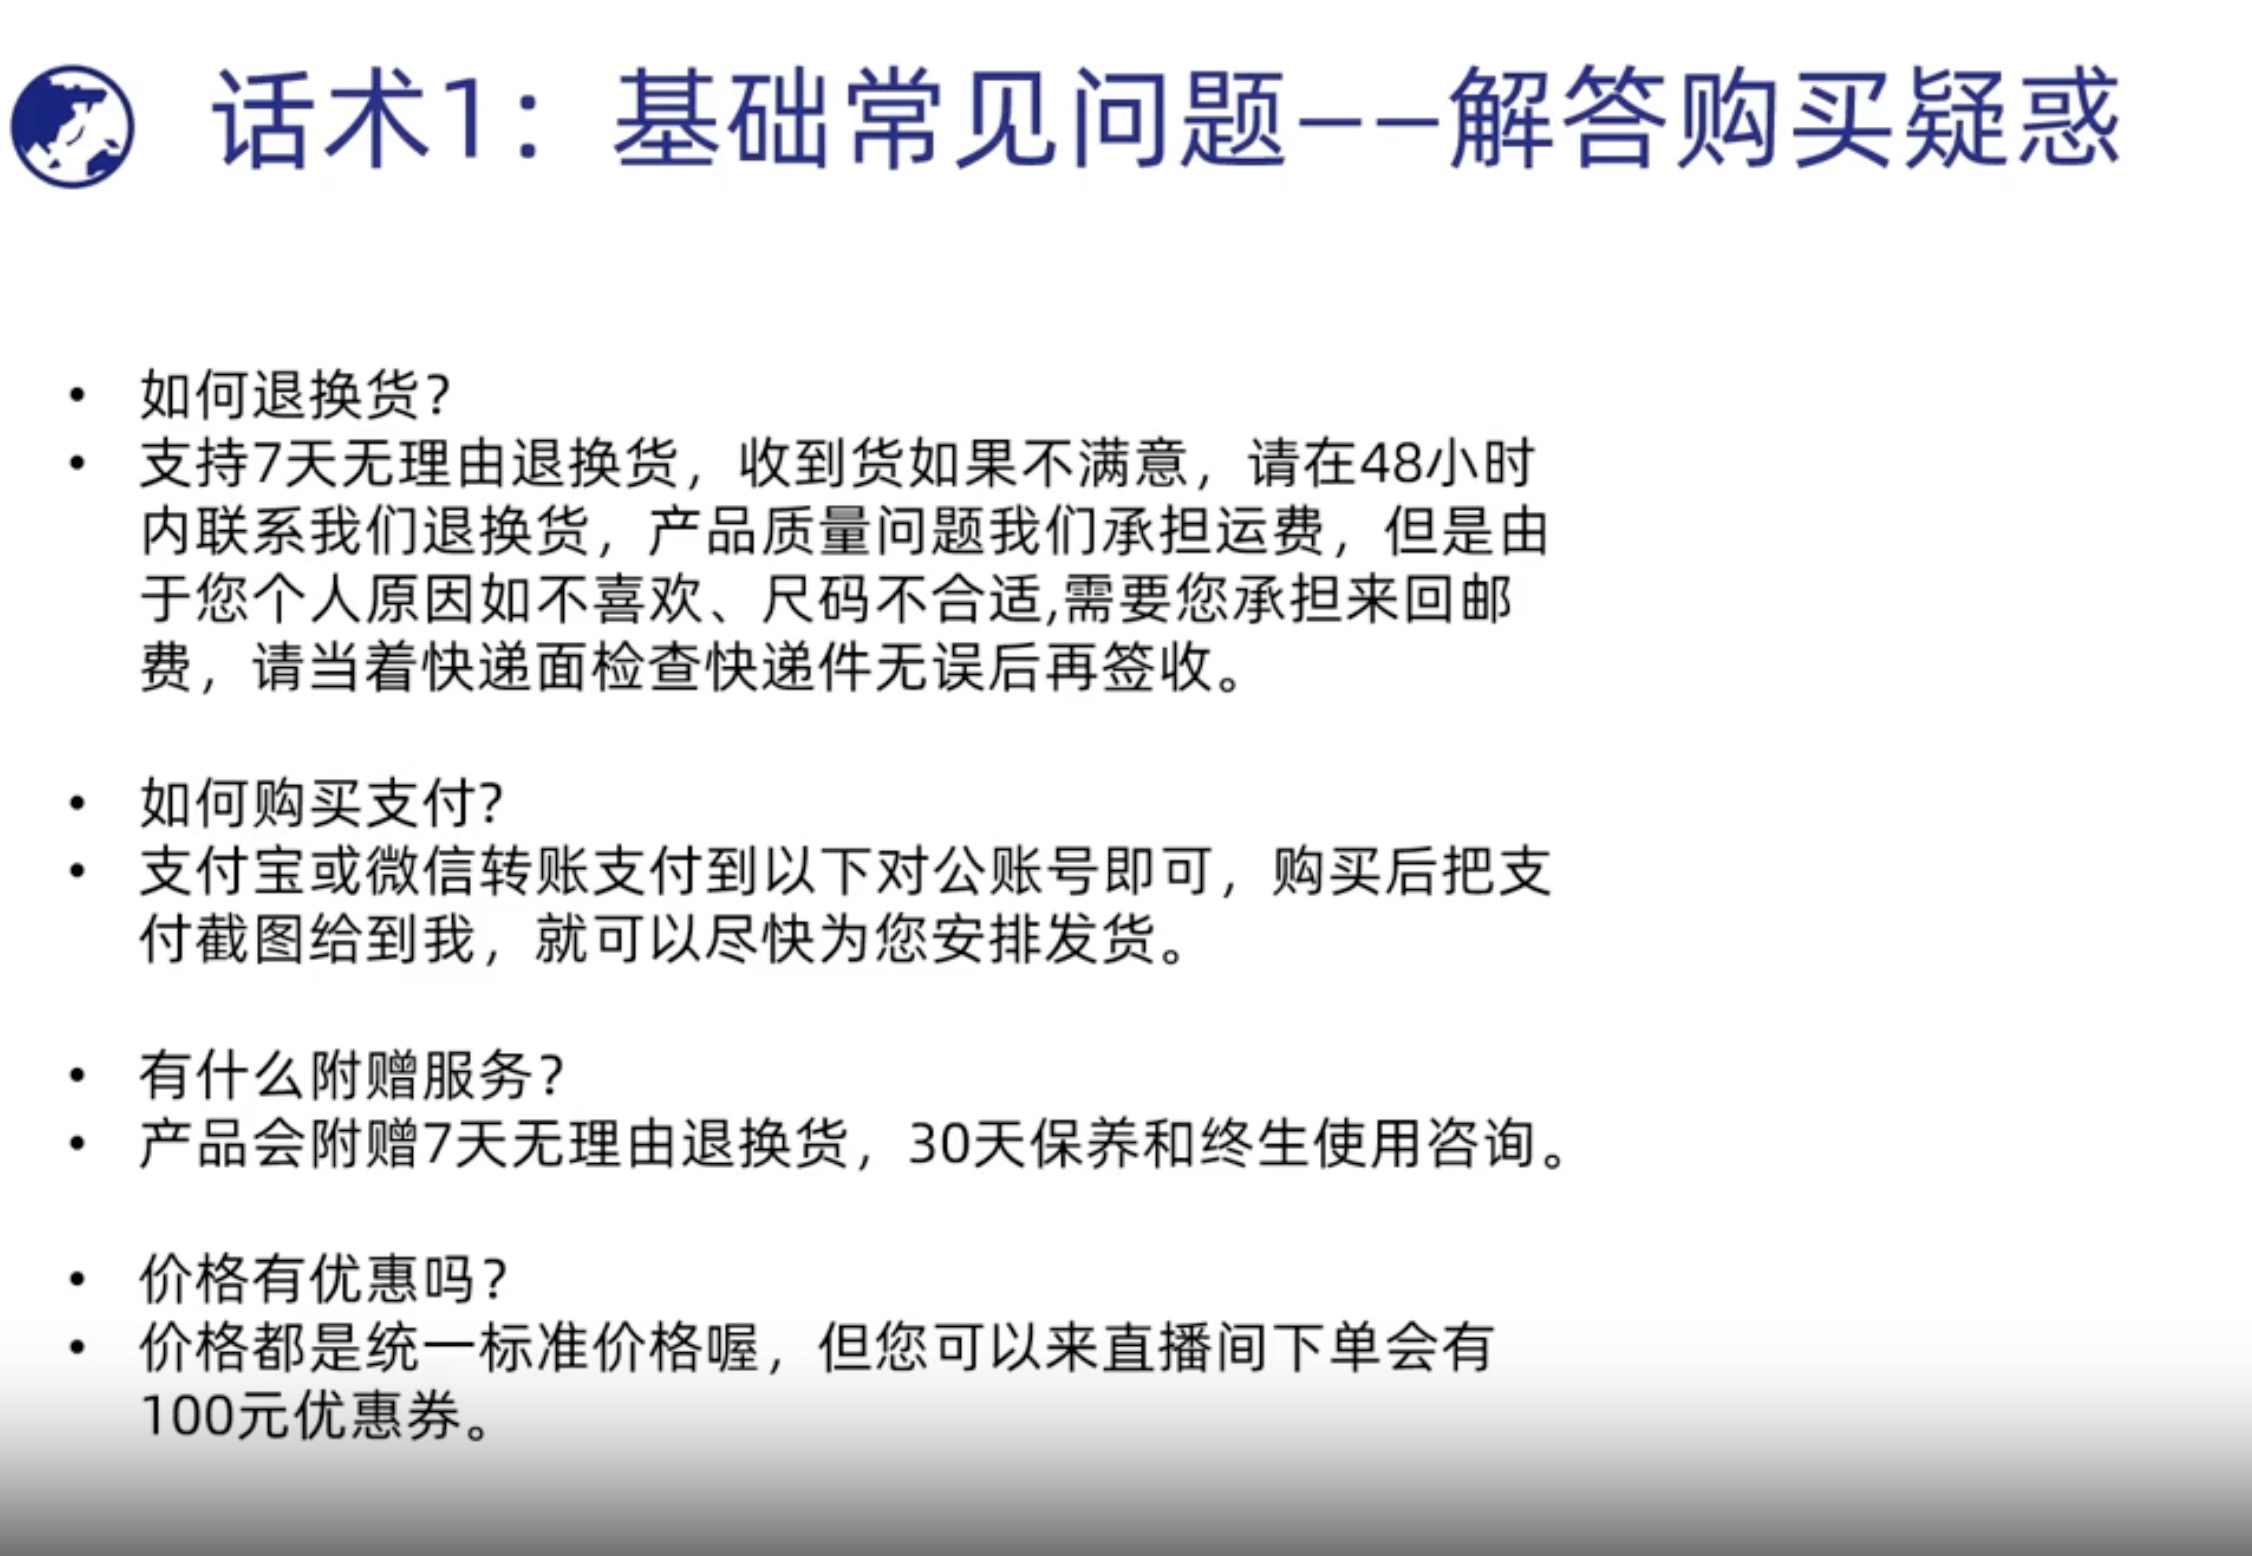 话术1：基础常见问题--解答购买疑惑
• 如何退换货？
• 支持7天无理由退换货，收到货如果不满意，请在48小时
内联系我们退换货，产品质量问题我们承担运费，但是由
于您个人原因如不喜欢、尺码不合适,需要您承担来回邮
费，请当着快递面检查快递件无误后再签收。
• 如何购买支付?
• 支付宝或微信转账支付到以下对公账号即可，购买后把支
付截图给到我，就可以尽快为您安排发货。
• 有什么附赠服务？
• 产品会附赠7天无理由退换货，30天保养和终生使用咨询。
• 价格有优惠吗？
• 价格都是统一标准价格喔，但您可以来直播间下单会有
100元优惠券。